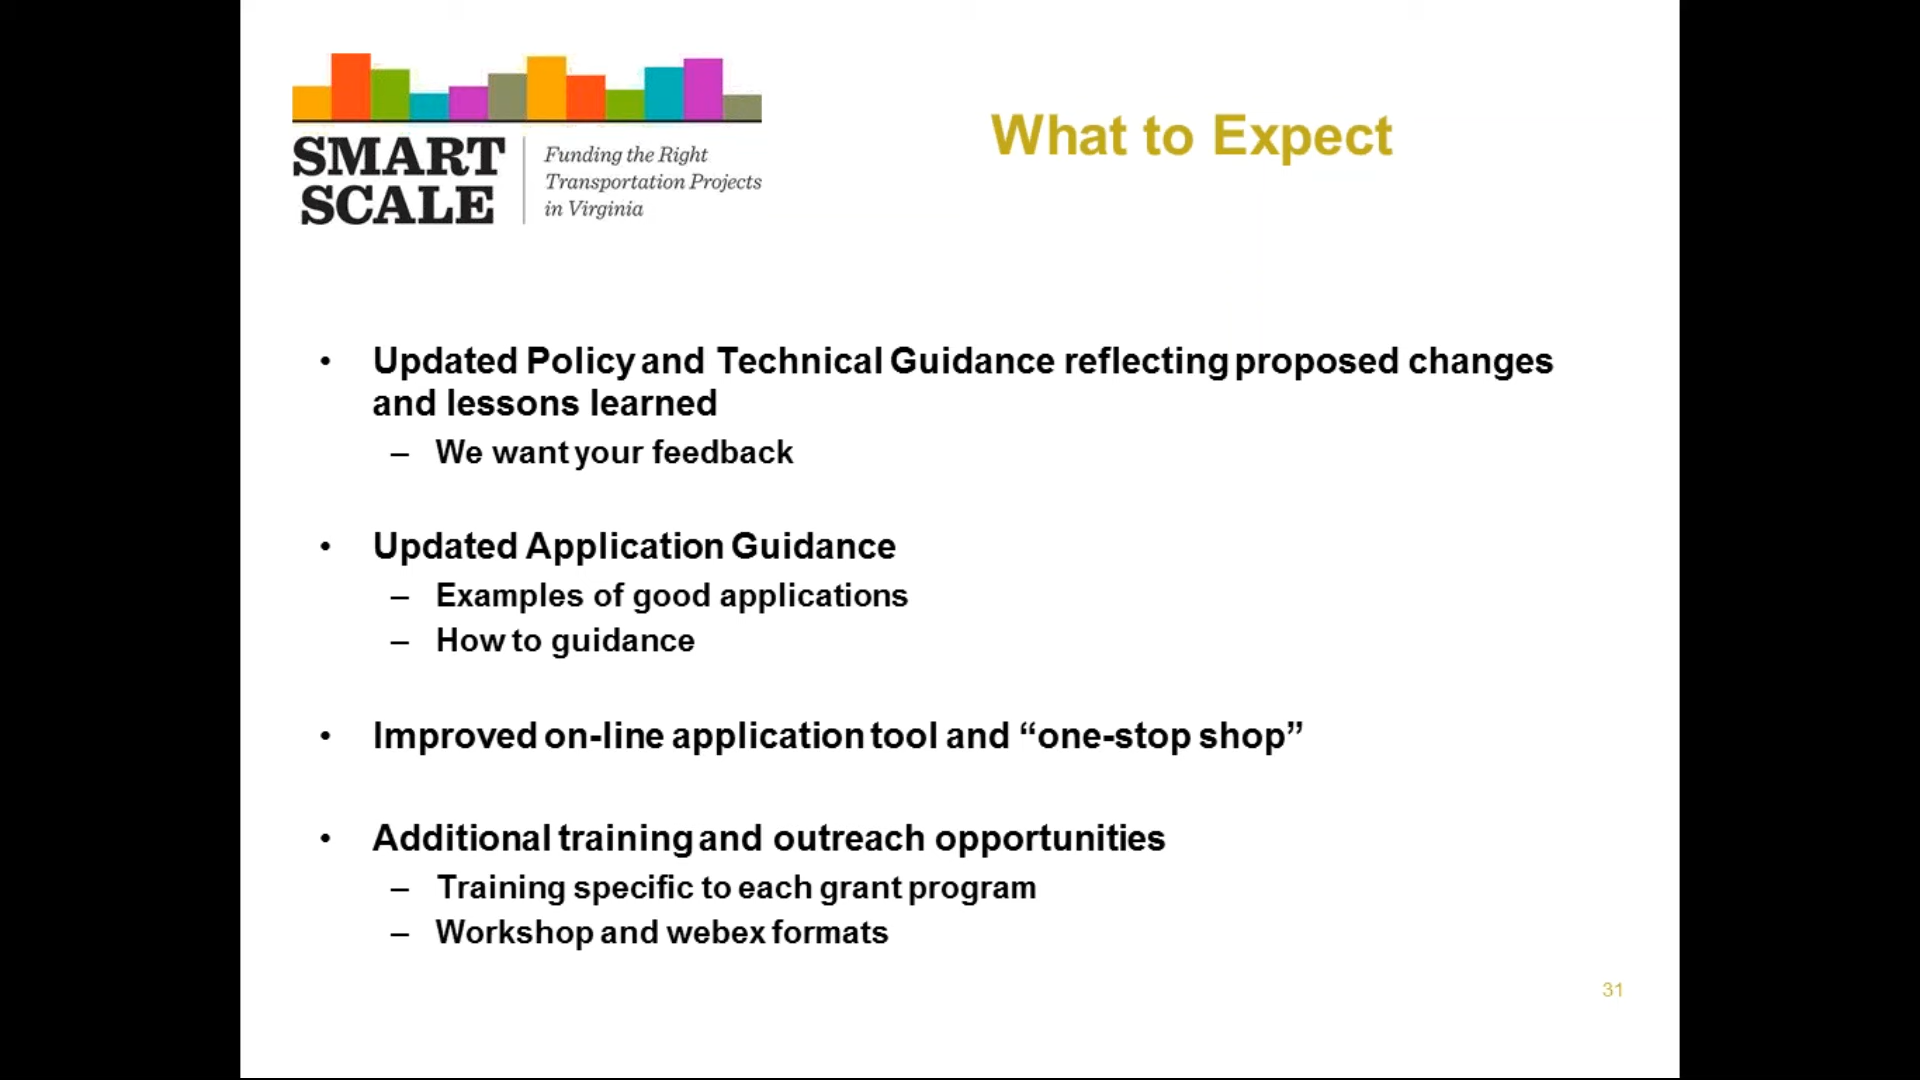 SMART
SCALE
Funding the Right
Transportation Projects
in Virginia
What to Expect
• Updated Policy and Technical Guidance reflecting proposed changes
and lessons learned
– We want your feedback
• Updated Application Guidance
– Examples of good applications
– How to guidance
• Improved on-line application tool and “one-stop shop”
• Additional training and outreach opportunities
– Training specific to each grant program
– Workshop and webex formats
31